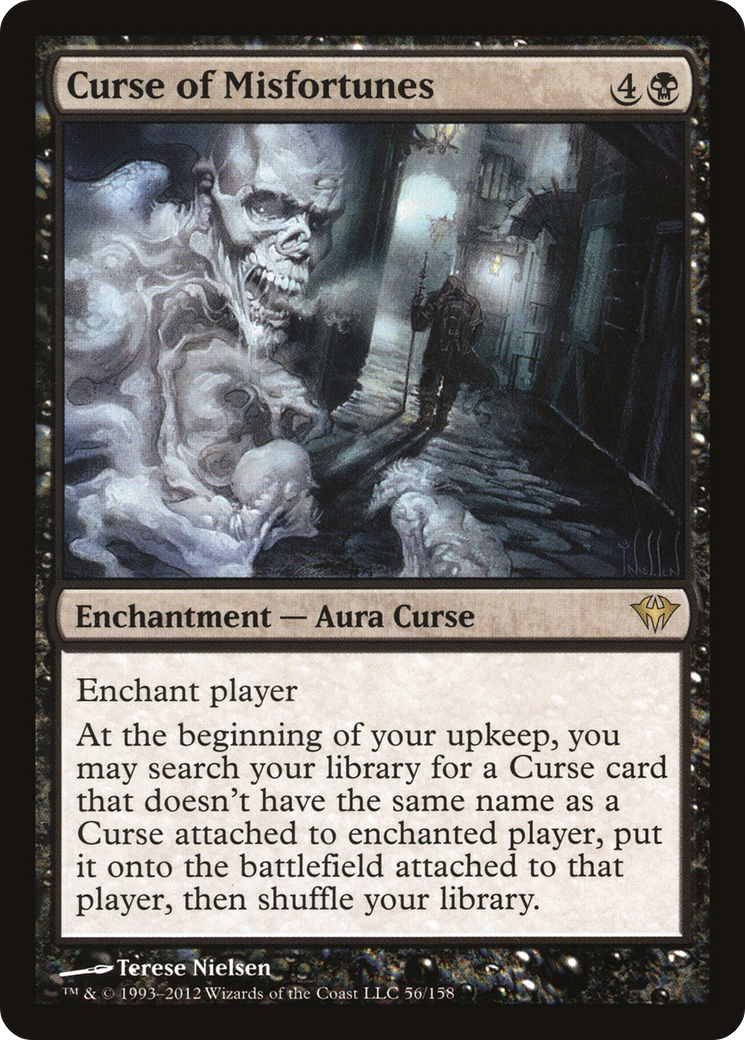 Curse of Misfortunes 4
Nielsen
Enchantment — Aura Curse
Enchant player
At the beginning of your upkeep, you
may search your library for a Curse card
that doesn't have the same name as a
Curse attached to enchanted player, put
it onto the battlefield attached to that
player, then shuffle your library.
Terese Nielsen
™ & © 1993–2012 Wizards of the Coast LLC 56/158